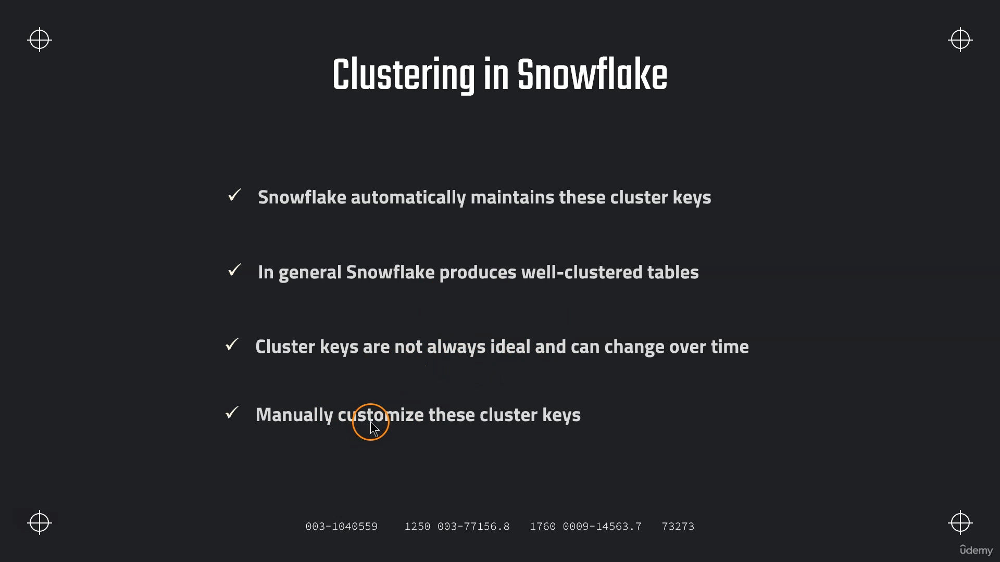 Clustering in Snowflake
✓ Snowflake automatically maintains these cluster keys
✓ In general Snowflake produces well-clustered tables
✓ Cluster keys are not always ideal and can change over time
✓ Manually customize these cluster keys
003-1040559 1250 003-77156.8 1760 0009-14563.7 73273
ûdemy